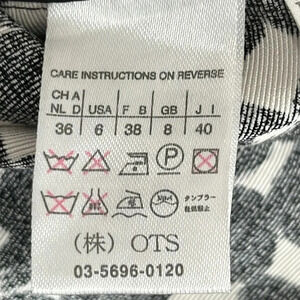 CARE INSTRUCTIONS ON REVERSE
CH A NL D USA F B GB J I
36 6 38 8 40
P
タンブラー
乾燥禁止
(株) OTS
03-5696-0120